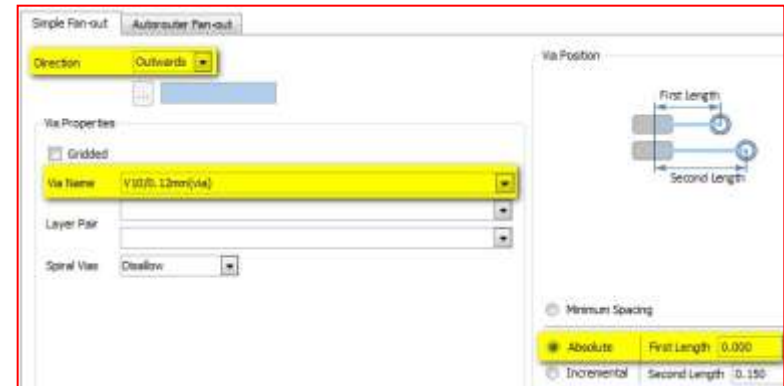 Simple Fan-out
Autorouter Fan-out
Direction
Outwards
...
Via Properties
Gridded
Via Name
V10/0.12mm(via)
Layer Pair
Spiral Vias
Disallow
Via Position
First Length
Second Length
Minimum Spacing
Absolute
First Length 0.000
Incremental
Second Length 0.150